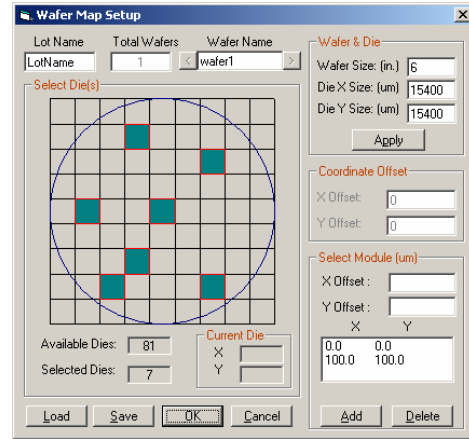 Wafer Map Setup
Lot Name Total Wafers Wafer Name
LotName 1 < wafer1 >
Select Die(s)
Available Dies: 81
Selected Dies: 7
Current Die
X
Y
Load Save OK Cancel
Wafer & Die
Wafer Size: (in.) 6
Die X Size: (um) 15400
Die Y Size: (um) 15400
Apply
Coordinate Offset
X Offset: 0
Y Offset: 0
Select Module (um)
X Offset :
Y Offset :
X Y
0.0 0.0
100.0 100.0
Add Delete